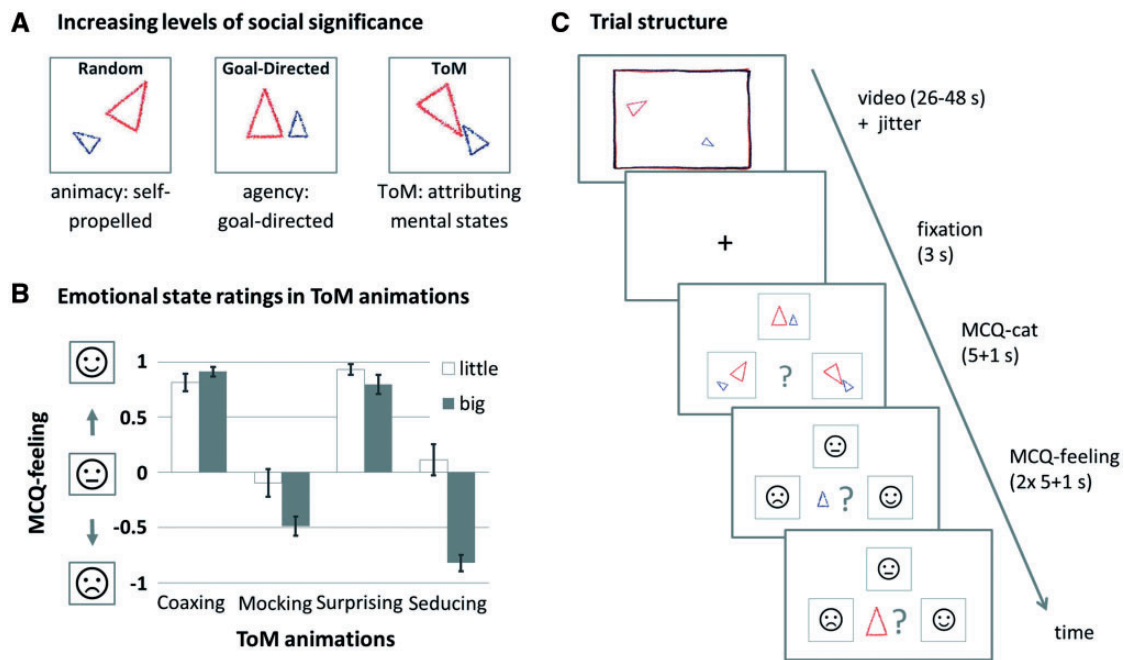 A Increasing levels of social significance
Random
animacy: self-
propelled
Goal-Directed
agency:
goal-directed
ToM
ToM: attributing
mental states
B Emotional state ratings in ToM animations
MCQ-feeling
1
0.5
0
-0.5
-1
little
big
Coaxing Mocking Surprising Seducing
ToM animations
C Trial structure
video (26-48 s)
+ jitter
+
fixation
(3 s)
?
MCQ-cat
(5+1 s)
?
MCQ-feeling
(2x 5+1 s)
?
time